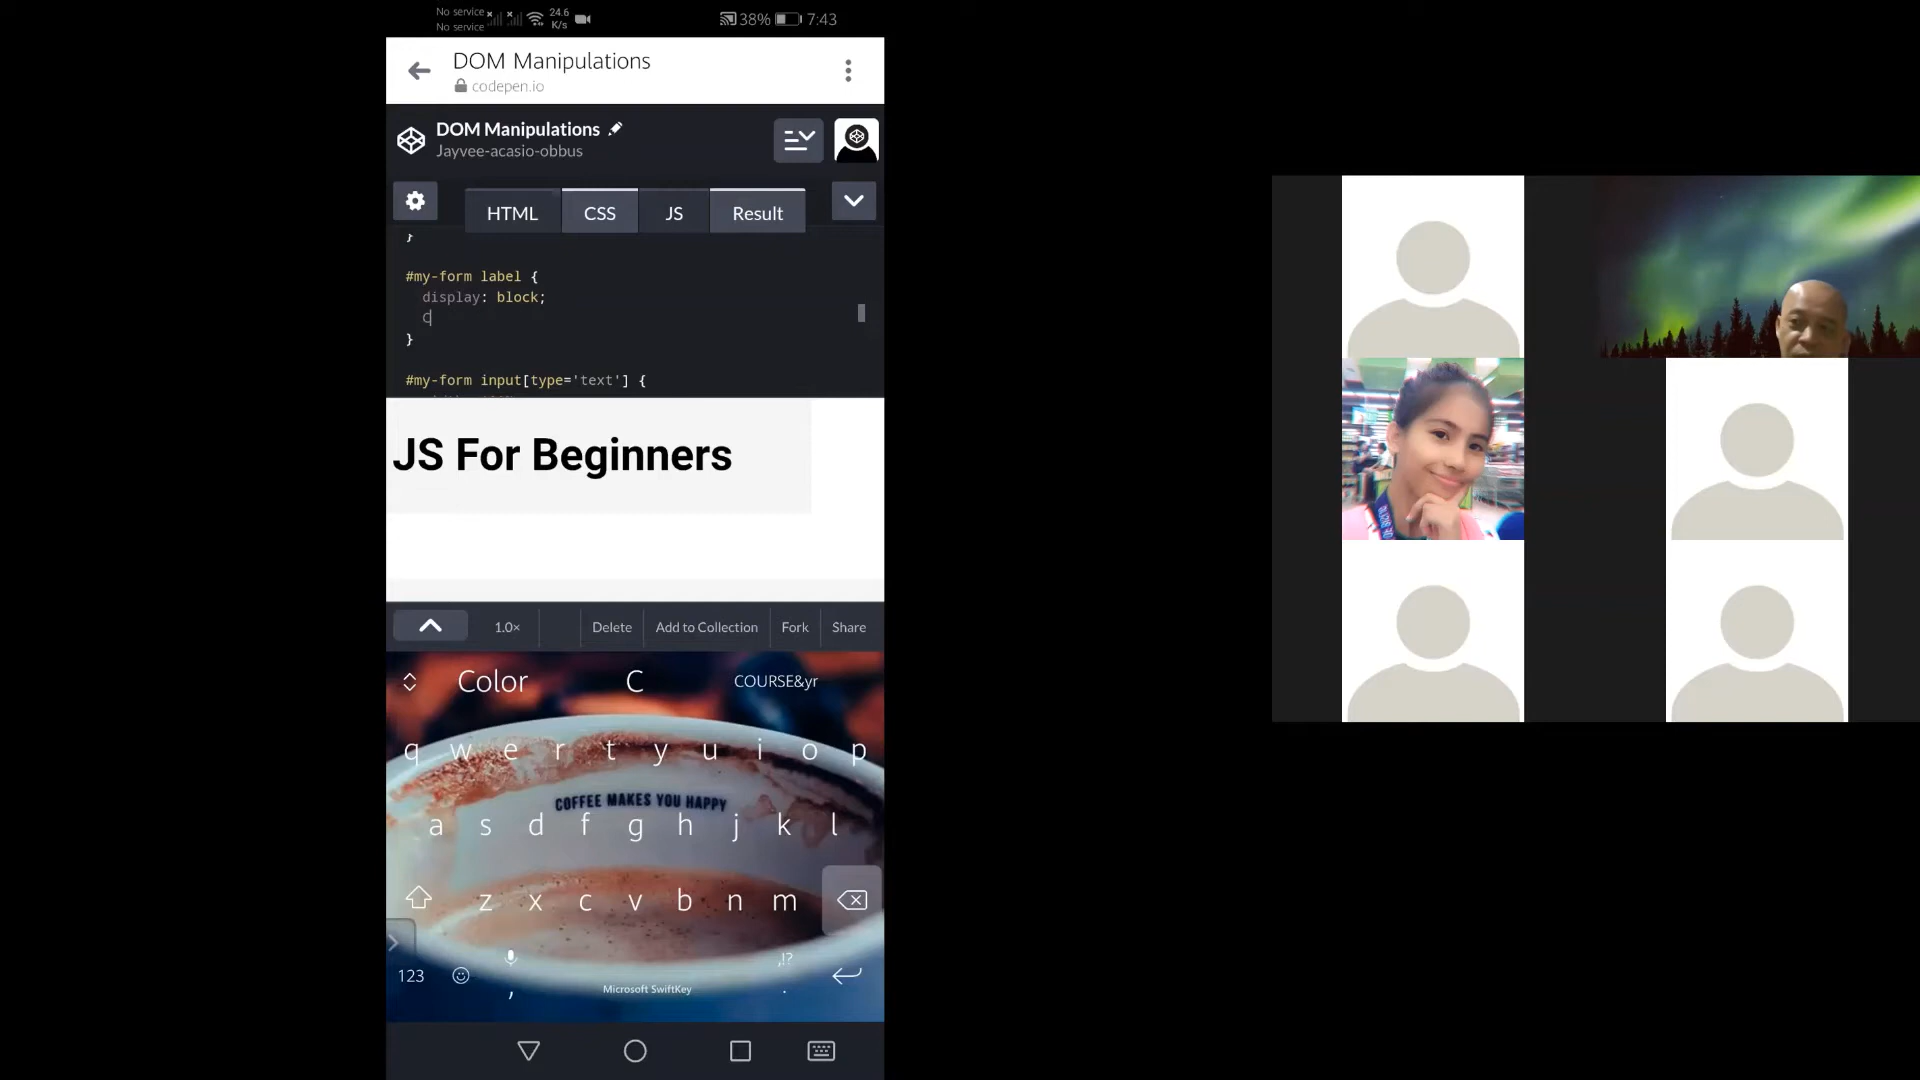 No service
No service
24.6
K/s
38%
7:43
DOM Manipulations
codepen.io
DOM Manipulations
Jayvee-acasio-obbus
HTML
CSS
JS
Result
}
#my-form label {
display: block;
c
}
#my-form input[type='text'] {
JS For Beginners
1.0×
Delete
Add to Collection
Fork
Share
Color
C
COURSE&yr
q w e r t y u i o p
COFFEE MAKES YOU HAPPY
a s d f g h j k l
z x c v b n m
,!?
123
,
Microsoft SwiftKey
.